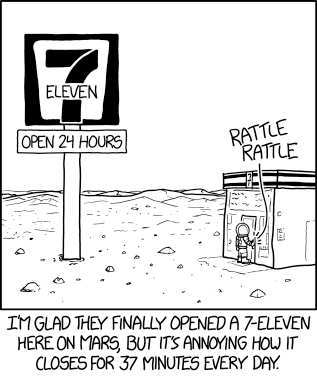 7
ELEVEN
OPEN 24 HOURS
RATTLE
RATTLE
I'M GLAD THEY FINALLY OPENED A 7-ELEVEN
HERE ON MARS, BUT IT'S ANNOYING HOW IT
CLOSES FOR 37 MINUTES EVERY DAY.